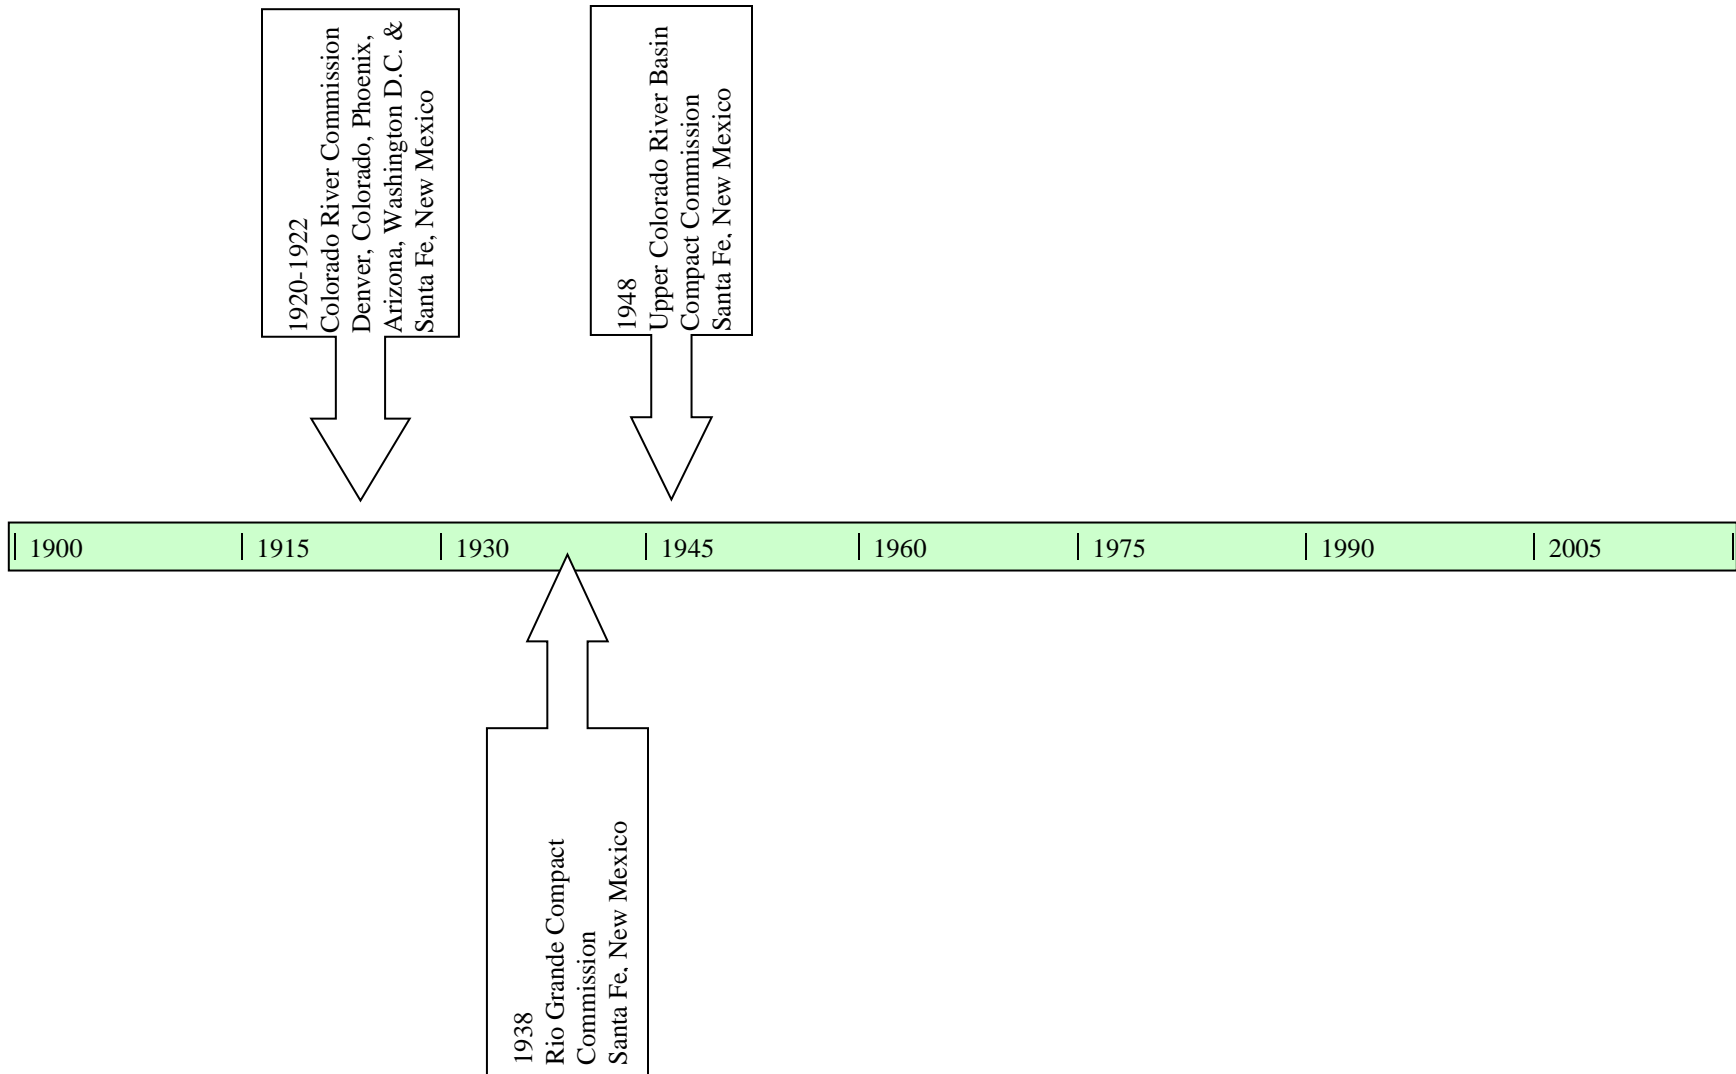 1920-1922
Colorado River Commission
Denver, Colorado, Phoenix,
Arizona, Washington D.C. &
Santa Fe, New Mexico
1948
Upper Colorado River Basin
Compact Commission
Santa Fe, New Mexico
1900
1915
1930
1945
1960
1975
1990
2005
1938
Rio Grande Compact
Commission
Santa Fe, New Mexico